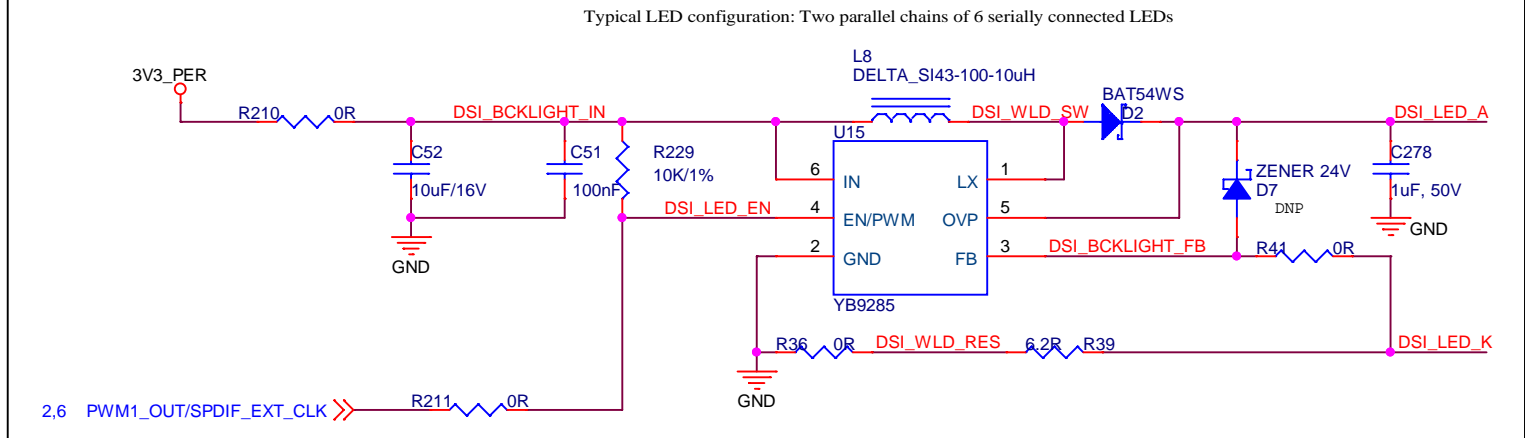 Typical LED configuration: Two parallel chains of 6 serially connected LEDs
L8
DELTA_SI43-100-10uH
3V3_PER
R210 0R
DSI_BCKLIGHT_IN
DSI_WLD_SW
BAT54WS
D2
DSI_LED_A
C52
10uF/16V
C51
100nF
R229
10K/1%
U15
6 IN
LX 1
4 EN/PWM
OVP 5
2 GND
FB 3
YB9285
DSI_LED_EN
ZENER 24V
D7
DNP
C278
1uF, 50V
GND
GND
DSI_BCKLIGHT_FB
R41 0R
R36 0R
DSI_WLD_RES
6.2R R39
DSI_LED_K
GND
2,6 PWM1_OUT/SPDIF_EXT_CLK
R211 0R